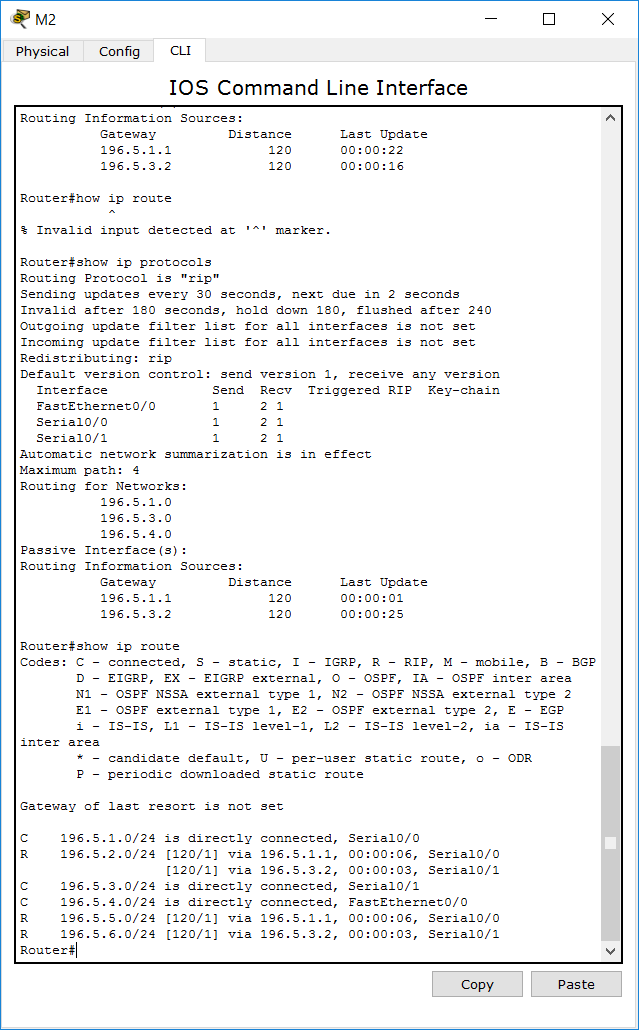 M2
Physical Config CLI
IOS Command Line Interface
Routing Information Sources:
Gateway Distance Last Update
196.5.1.1 120 00:00:22
196.5.3.2 120 00:00:16
Router#how ip route
^
% Invalid input detected at '^' marker.
Router#show ip protocols
Routing Protocol is "rip"
Sending updates every 30 seconds, next due in 2 seconds
Invalid after 180 seconds, hold down 180, flushed after 240
Outgoing update filter list for all interfaces is not set
Incoming update filter list for all interfaces is not set
Redistributing: rip
Default version control: send version 1, receive any version
Interface Send Recv Triggered RIP Key-chain
FastEthernet0/0 1 2 1
Serial0/0 1 2 1
Serial0/1 1 2 1
Automatic network summarization is in effect
Maximum path: 4
Routing for Networks:
196.5.1.0
196.5.3.0
196.5.4.0
Passive Interface(s):
Routing Information Sources:
Gateway Distance Last Update
196.5.1.1 120 00:00:01
196.5.3.2 120 00:00:25
Router#show ip route
Codes: C - connected, S - static, I - IGRP, R - RIP, M - mobile, B - BGP
D - EIGRP, EX - EIGRP external, O - OSPF, IA - OSPF inter area
N1 - OSPF NSSA external type 1, N2 - OSPF NSSA external type 2
E1 - OSPF external type 1, E2 - OSPF external type 2, E - EGP
i - IS-IS, L1 - IS-IS level-1, L2 - IS-IS level-2, ia - IS-IS
inter area
* - candidate default, U - per-user static route, o - ODR
P - periodic downloaded static route
Gateway of last resort is not set
C 196.5.1.0/24 is directly connected, Serial0/0
R 196.5.2.0/24 [120/1] via 196.5.1.1, 00:00:06, Serial0/0
[120/1] via 196.5.3.2, 00:00:03, Serial0/1
C 196.5.3.0/24 is directly connected, Serial0/1
C 196.5.4.0/24 is directly connected, FastEthernet0/0
R 196.5.5.0/24 [120/1] via 196.5.1.1, 00:00:06, Serial0/0
R 196.5.6.0/24 [120/1] via 196.5.3.2, 00:00:03, Serial0/1
Router#
Copy Paste